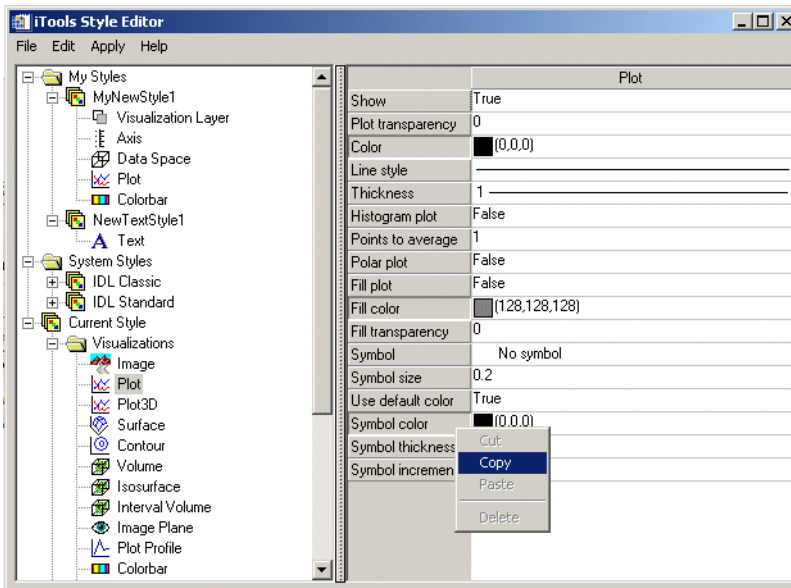 iTools Style Editor
File Edit Apply Help
My Styles
MyNewStyle1
Visualization Layer
Axis
Data Space
Plot
Colorbar
NewTextStyle1
A Text
System Styles
IDL Classic
IDL Standard
Current Style
Visualizations
Image
Plot
Plot3D
Surface
Contour
Volume
Isosurface
Interval Volume
Image Plane
Plot Profile
Colorbar
Plot
Show True
Plot transparency 0
Color (0,0,0)
Line style
Thickness 1
Histogram plot False
Points to average 1
Polar plot False
Fill plot False
Fill color (128,128,128)
Fill transparency 0
Symbol No symbol
Symbol size 0.2
Use default color True
Symbol color (0,0,0)
Symbol thickness
Symbol incremen
Cut
Copy
Paste
Delete